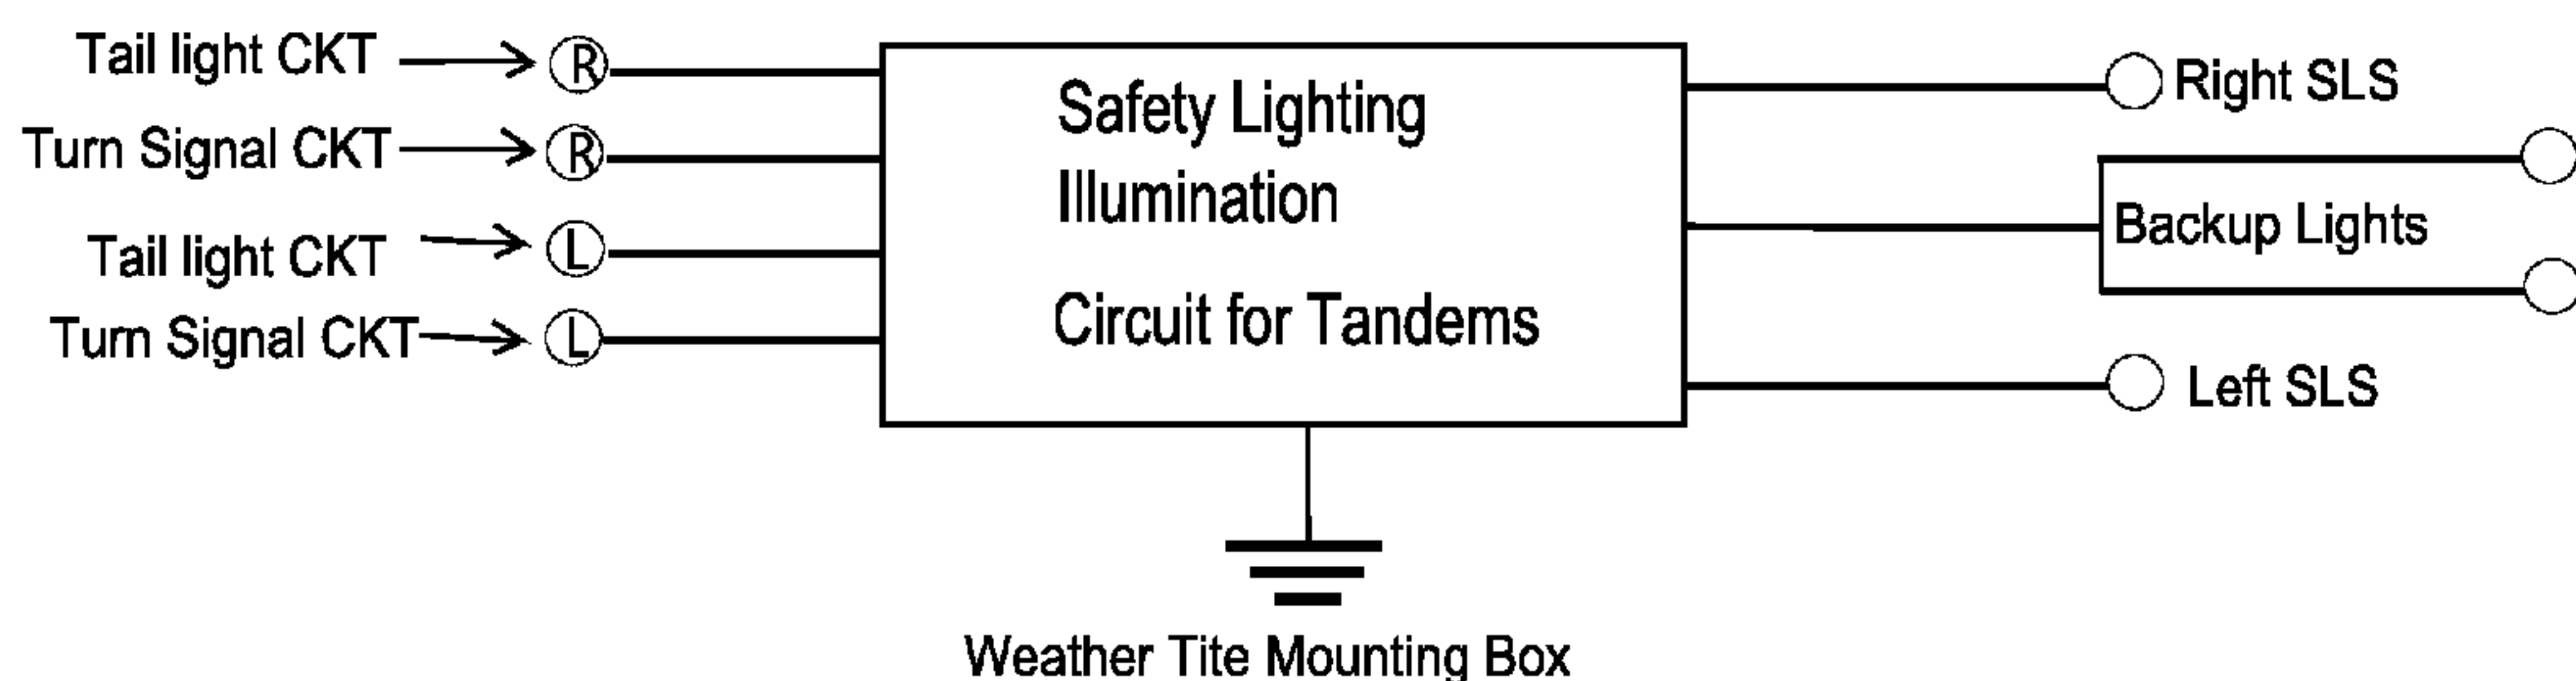 Tail light CKT
R
Turn Signal CKT
R
Tail light CKT
L
Turn Signal CKT
L
Safety Lighting
Illumination
Circuit for Tandems
Right SLS
Backup Lights
Left SLS
Weather Tite Mounting Box